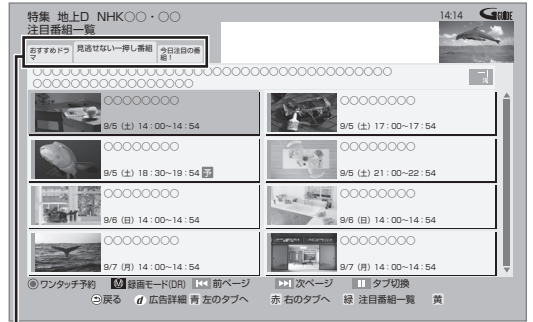 特集 地上D NHK○○・○○
14:14 GGUIDE
注目番組一覧
おすすめドラマ
見逃せない一押し番組
今日注目の番組！
○○○○○○○○○○○○○○○○○○○○○○○○○○○○○○○○○○○○
○○○○○○○○○○○○○○○○○
○○○○○○○○
9/5 (土) 14：00~14：54
○○○○○○○○
9/5 (土) 17：00~17：54
○○○○○○○○
9/5 (土) 18：30~19：54 予
○○○○○○○○
9/5 (土) 21：00~22：54
○○○○○○○○
9/6 (日) 14：00~14：54
○○○○○○○○
9/6 (日) 14：00~14：54
○○○○○○○○
9/7 (月) 14：00~14：54
○○○○○○○○
9/7 (月) 14：00~14：54
ワンタッチ予約 録画モード(DR) 前ページ 次ページ タブ切換
戻る d 広告詳細 青 左のタブへ 赤 右のタブへ 緑 注目番組一覧 黄